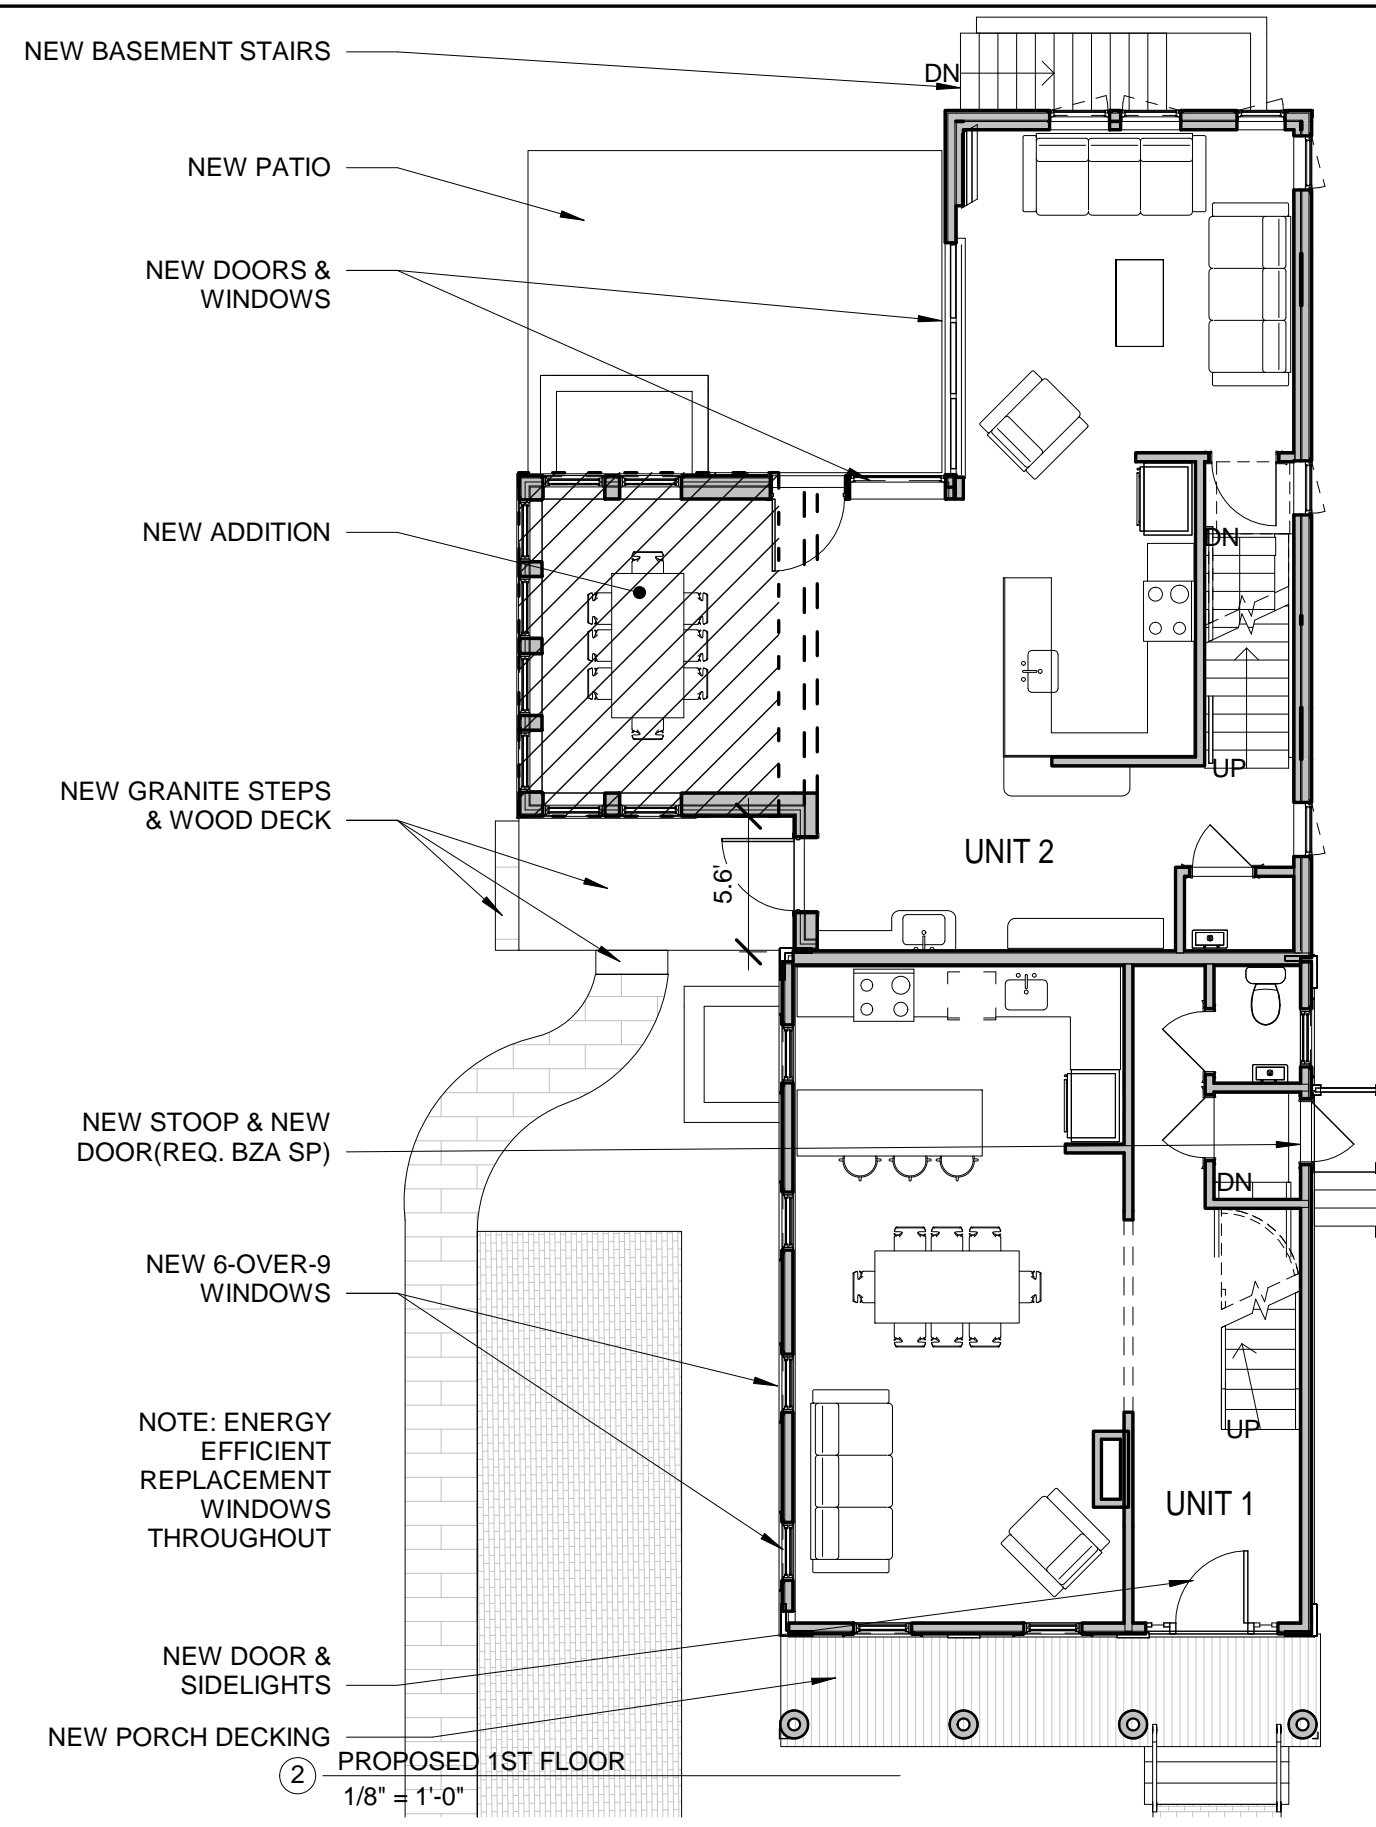 NEW BASEMENT STAIRS
DN
NEW PATIO
NEW DOORS &
WINDOWS
NEW ADDITION
DN
UP
NEW GRANITE STEPS
& WOOD DECK
UNIT 2
5.6'
NEW STOOP & NEW
DOOR(REQ. BZA SP)
DN
NEW 6-OVER-9
WINDOWS
NOTE: ENERGY
EFFICIENT
REPLACEMENT
WINDOWS
THROUGHOUT
UP
UNIT 1
NEW DOOR &
SIDELIGHTS
NEW PORCH DECKING
2 PROPOSED 1ST FLOOR
1/8" = 1'-0"